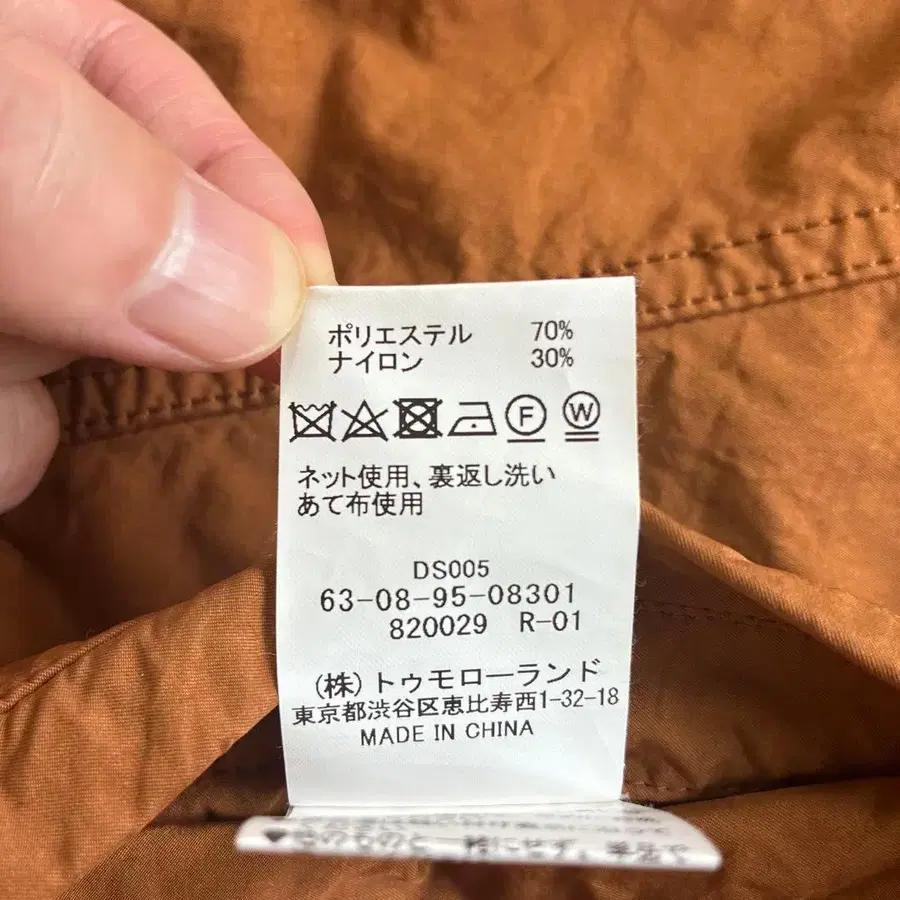 ポリエステル 70%
ナイロン 30%
F W
ネット使用、裏返し洗い
あて布使用
DS005
63-08-95-08301
820029 R-01
(株)トゥモローランド
東京都渋谷区恵比寿西1-32-18
MADE IN CHINA